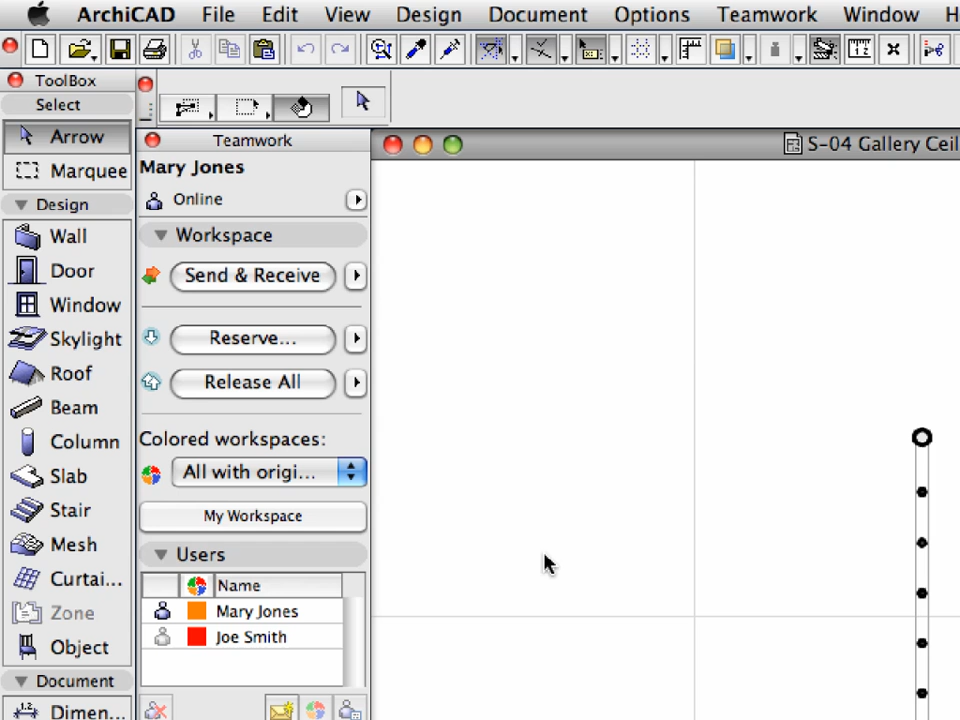 ArchiCAD File Edit View Design Document Options Teamwork Window H
ToolBox
Select
Arrow
Marquee
Design
Wall
Door
Window
Skylight
Roof
Beam
Column
Slab
Stair
Mesh
Curtai...
Zone
Object
Document
Dimen...
Teamwork
Mary Jones
Online
Workspace
Send & Receive
Reserve...
Release All
Colored workspaces:
All with origi...
My Workspace
Users
Name
Mary Jones
Joe Smith
S-04 Gallery Ceil